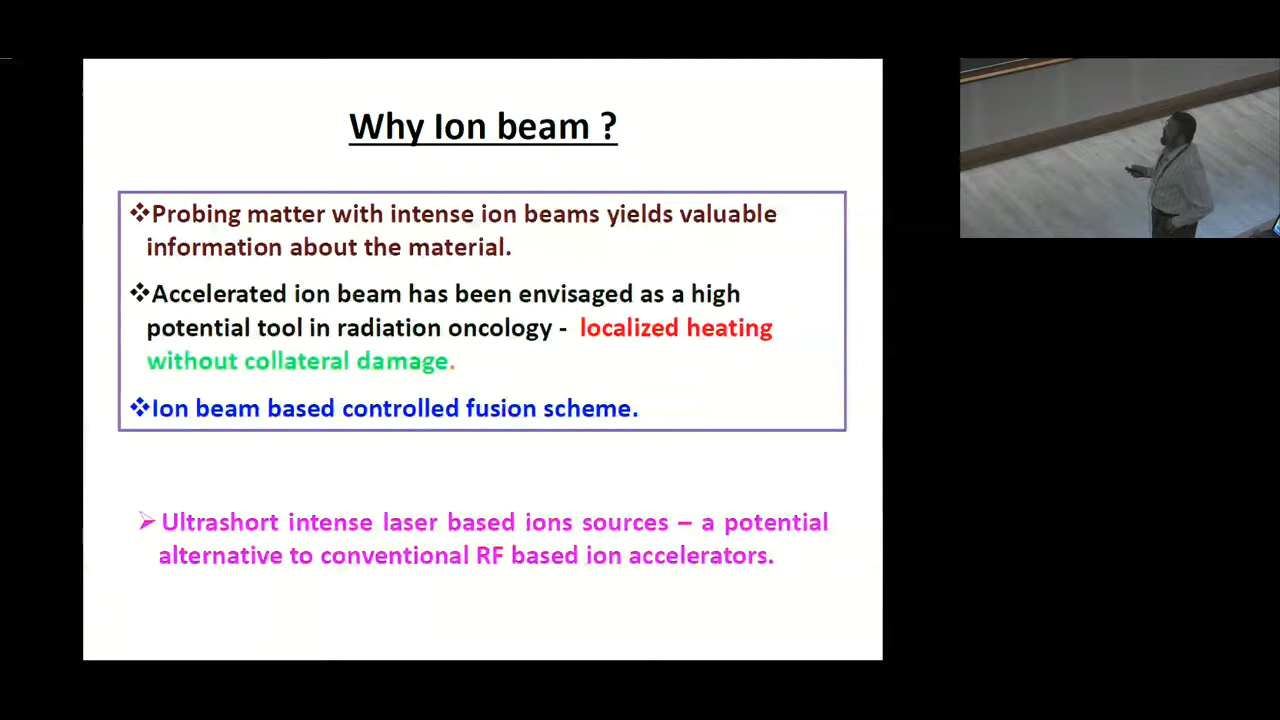 Why Ion beam ?
❖Probing matter with intense ion beams yields valuable
information about the material.
❖Accelerated ion beam has been envisaged as a high
potential tool in radiation oncology - localized heating
without collateral damage.
❖Ion beam based controlled fusion scheme.
➢Ultrashort intense laser based ions sources – a potential
alternative to conventional RF based ion accelerators.